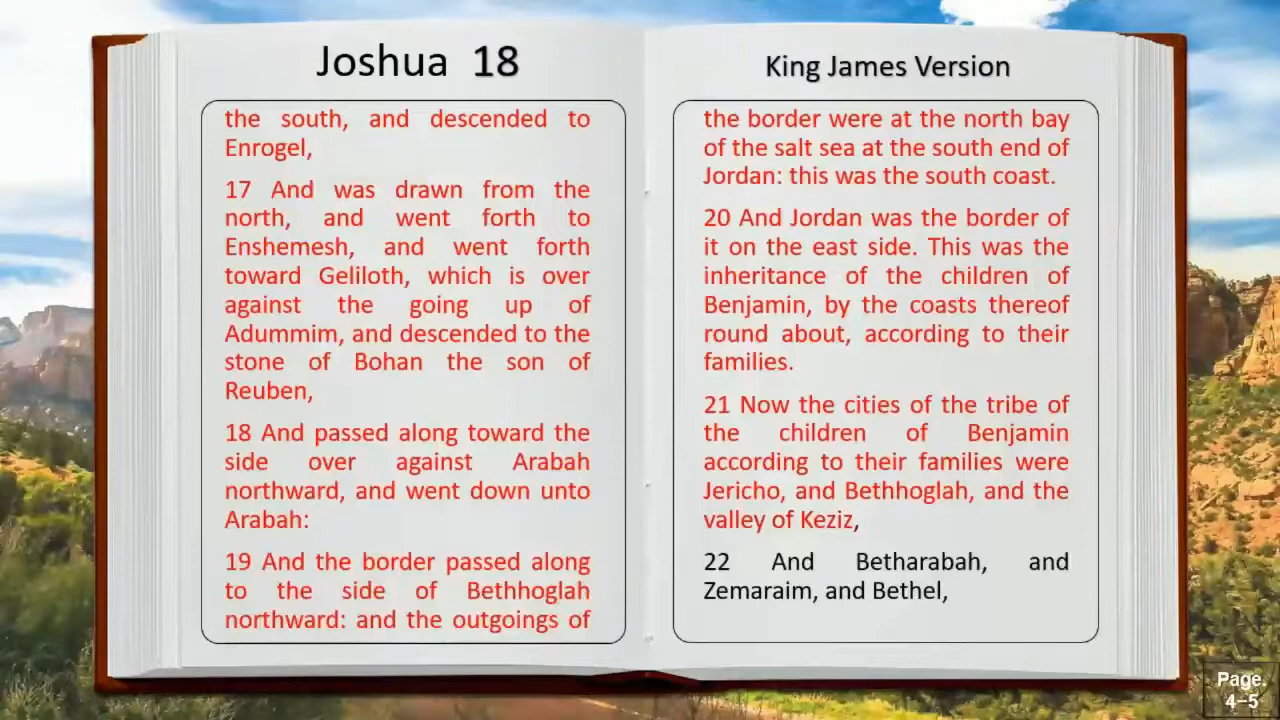 Joshua 18
the south, and descended to
Enrogel,
17 And was drawn from the
north, and went forth to
Enshemesh, and went forth
toward Geliloth, which is over
against the going up of
Adummim, and descended to the
stone of Bohan the son of
Reuben,
18 And passed along toward the
side over against Arabah
northward, and went down unto
Arabah:
19 And the border passed along
to the side of Bethhoglah
northward: and the outgoings of
King James Version
the border were at the north bay
of the salt sea at the south end of
Jordan: this was the south coast.
20 And Jordan was the border of
it on the east side. This was the
inheritance of the children of
Benjamin, by the coasts thereof
round about, according to their
families.
21 Now the cities of the tribe of
the children of Benjamin
according to their families were
Jericho, and Bethhoglah, and the
valley of Keziz,
22 And Betharabah, and
Zemaraim, and Bethel,
Page.
4-5